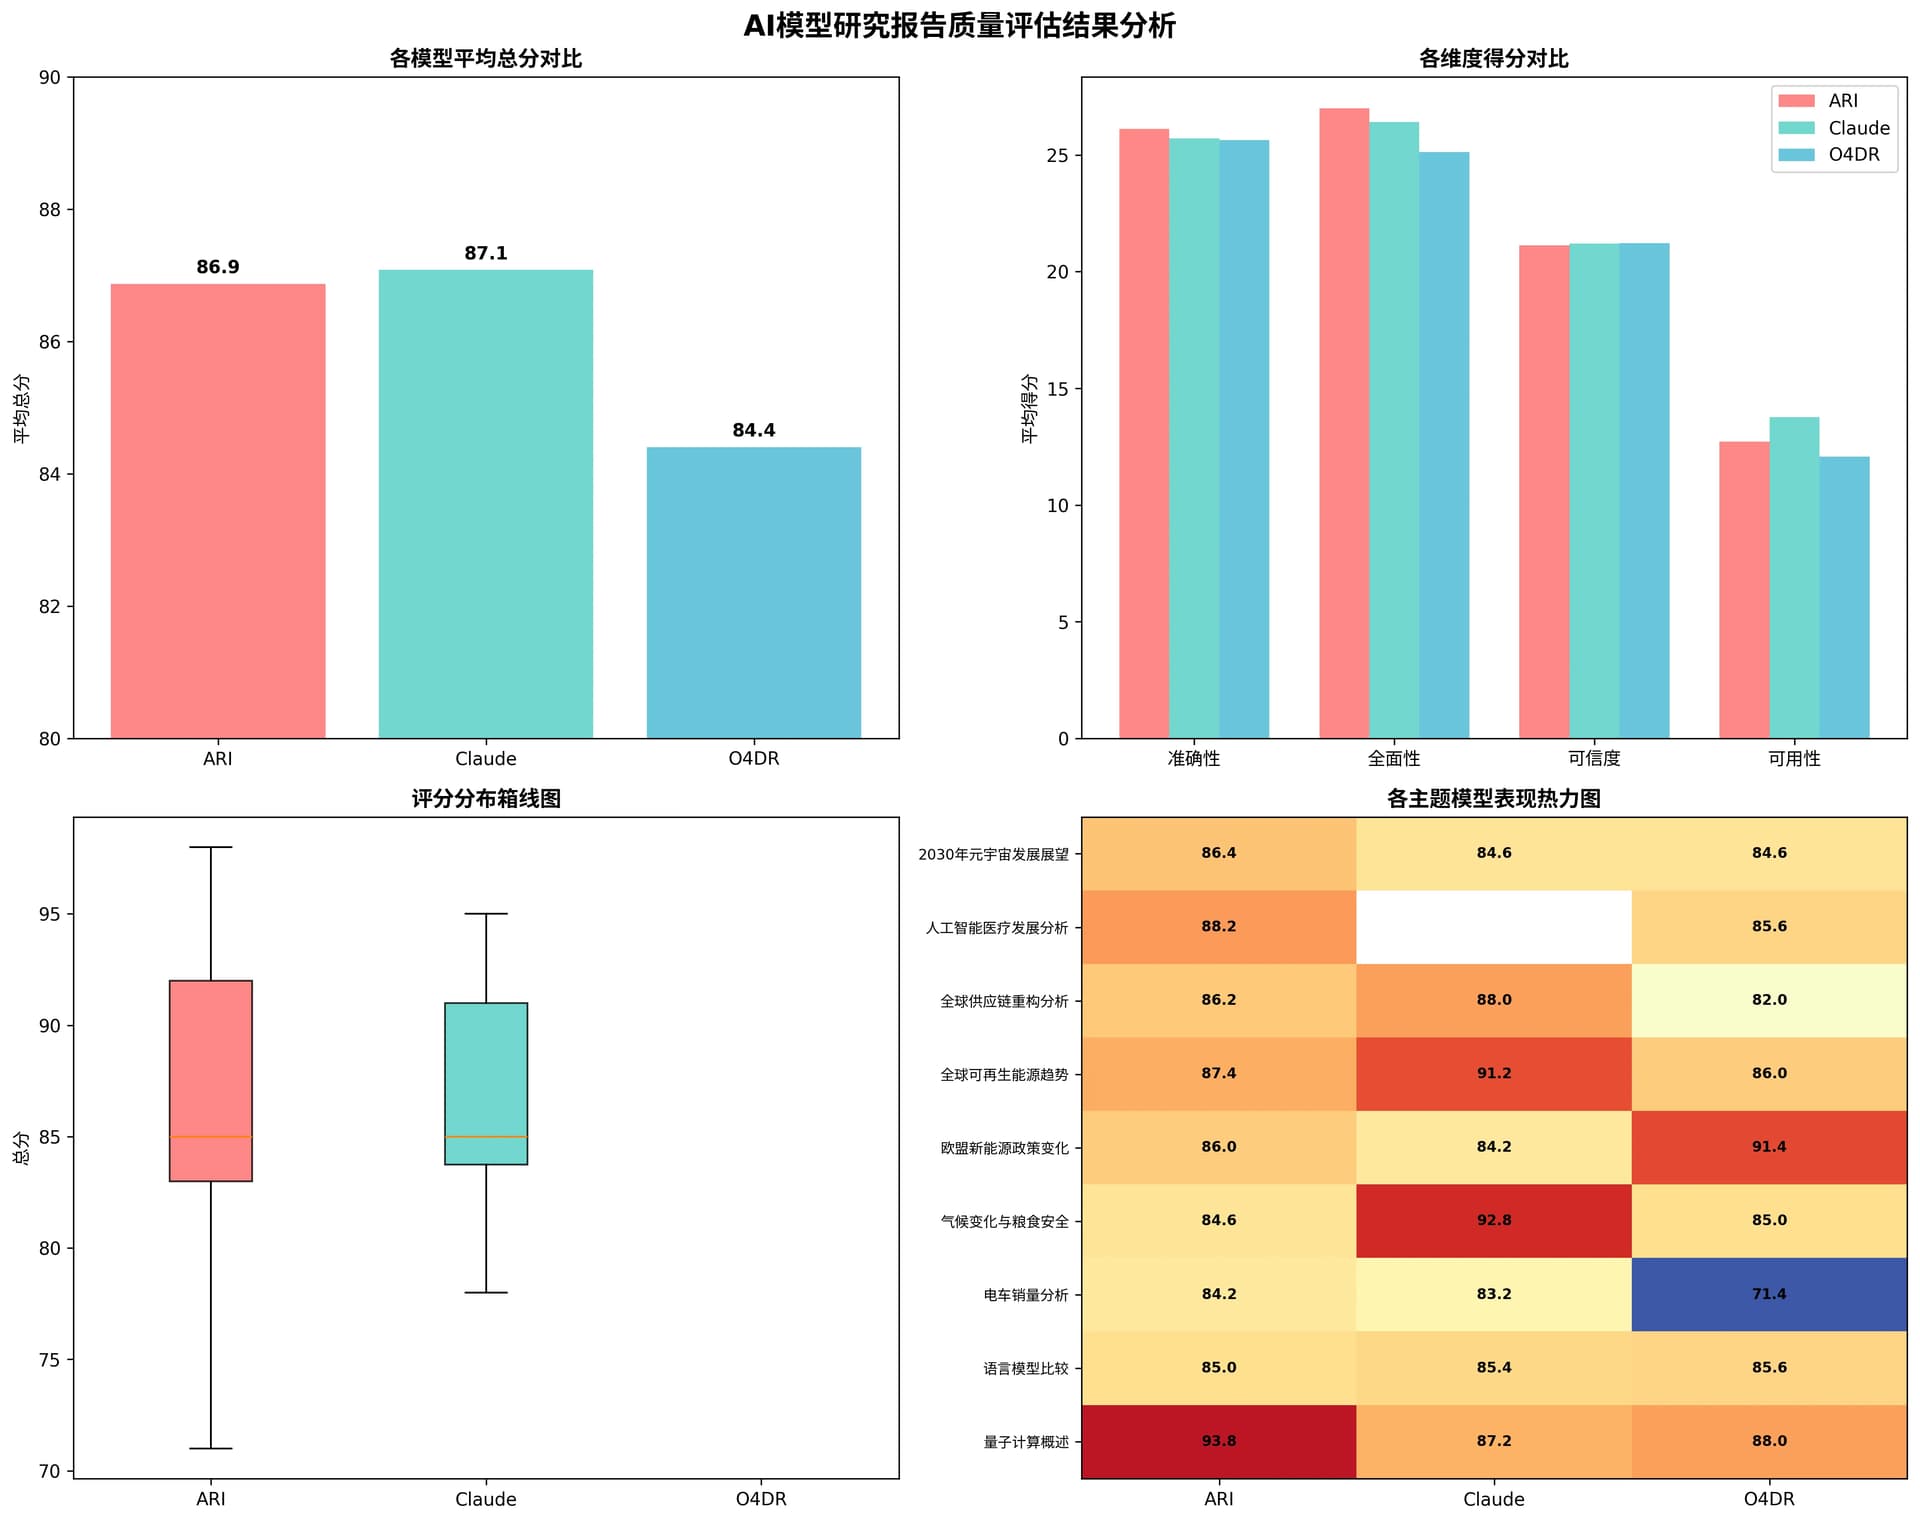 AI模型研究报告质量评估结果分析
各模型平均总分对比
平均总分
90
88
86
84
82
80
86.9
87.1
84.4
ARI
Claude
O4DR
各维度得分对比
平均得分
25
20
15
10
5
0
ARI
Claude
O4DR
准确性
全面性
可信度
可用性
评分分布箱线图
总分
95
90
85
80
75
70
ARI
Claude
O4DR
各主题模型表现热力图
2030年元宇宙发展展望 86.4 84.6 84.6
人工智能医疗发展分析 88.2 85.6
全球供应链重构分析 86.2 88.0 82.0
全球可再生能源趋势 87.4 91.2 86.0
欧盟新能源政策变化 86.0 84.2 91.4
气候变化与粮食安全 84.6 92.8 85.0
电车销量分析 84.2 83.2 71.4
语言模型比较 85.0 85.4 85.6
量子计算概述 93.8 87.2 88.0
ARI
Claude
O4DR